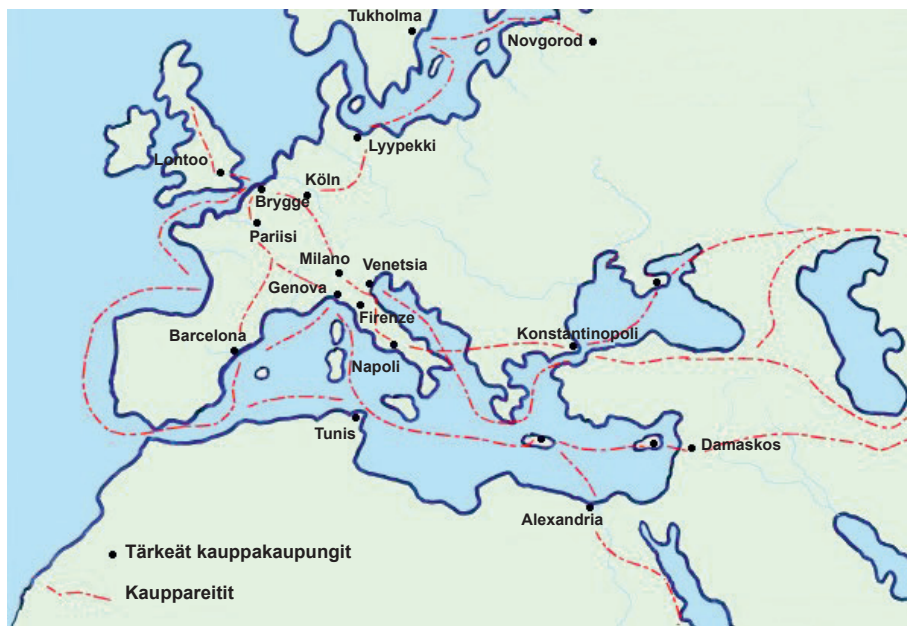 Tukholma
Novgorod
Lyypekki
Lontoo
Köln
Brygge
Pariisi
Milano
Venetsia
Genova
Firenze
Barcelona
Konstantinopoli
Napoli
Tunis
Damaskos
Alexandria
Tärkeät kauppakaupungit
Kauppareitit